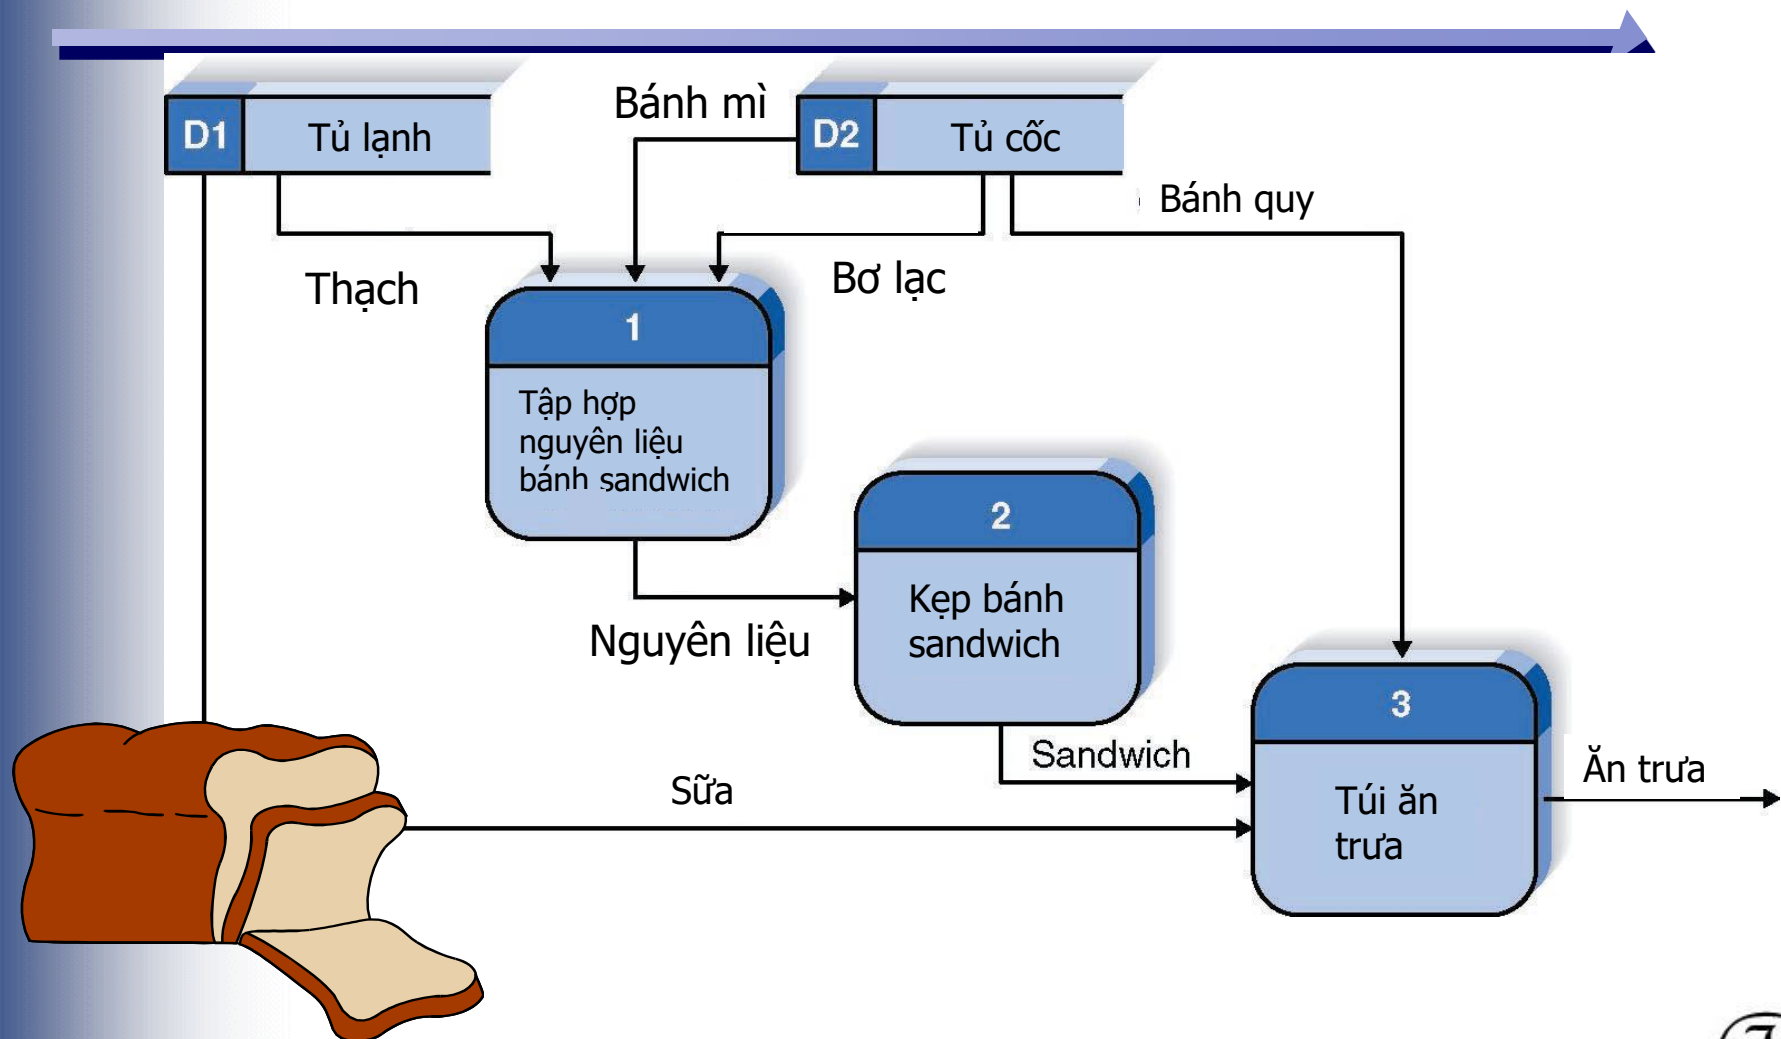 D1
Tủ lạnh
Bánh mì
D2
Tủ cốc
Bánh quy
Thạch
Bơ lạc
1
Tập hợp
nguyên liệu
bánh sandwich
2
Kẹp bánh
sandwich
Nguyên liệu
3
Túi ăn
trưa
Sandwich
Sữa
Ăn trưa